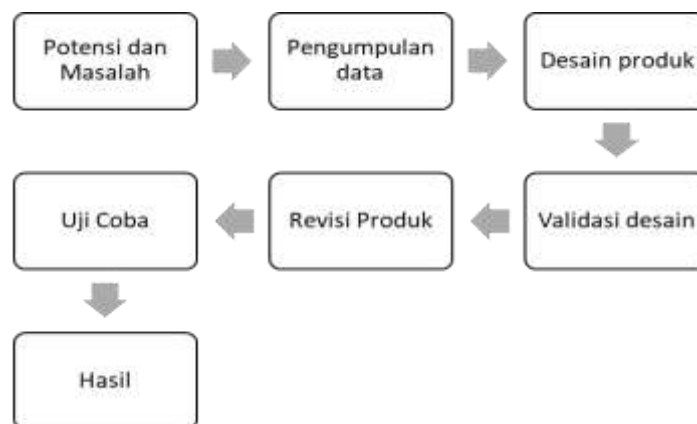 Potensi dan
Masalah
Pengumpulan
data
Desain produk
Validasi desain
Revisi Produk
Uji Coba
Hasil